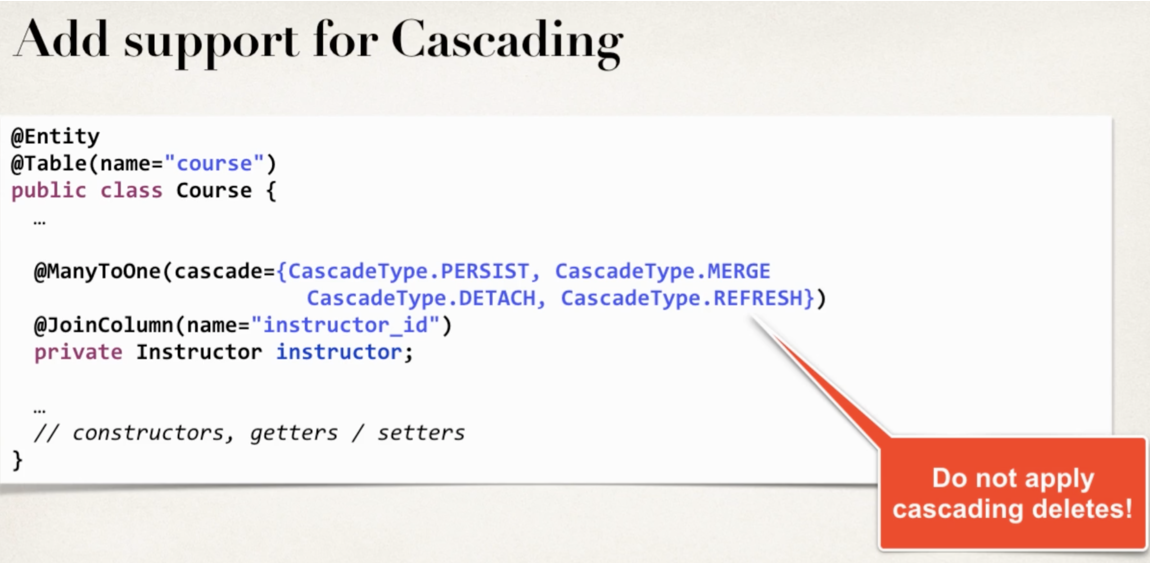 Add support for Cascading
@Entity
@Table(name="course")
public class Course {
…
@ManyToOne(cascade={CascadeType.PERSIST, CascadeType.MERGE
CascadeType.DETACH, CascadeType.REFRESH})
@JoinColumn(name="instructor_id")
private Instructor instructor;
…
// constructors, getters / setters
}
Do not apply
cascading deletes!